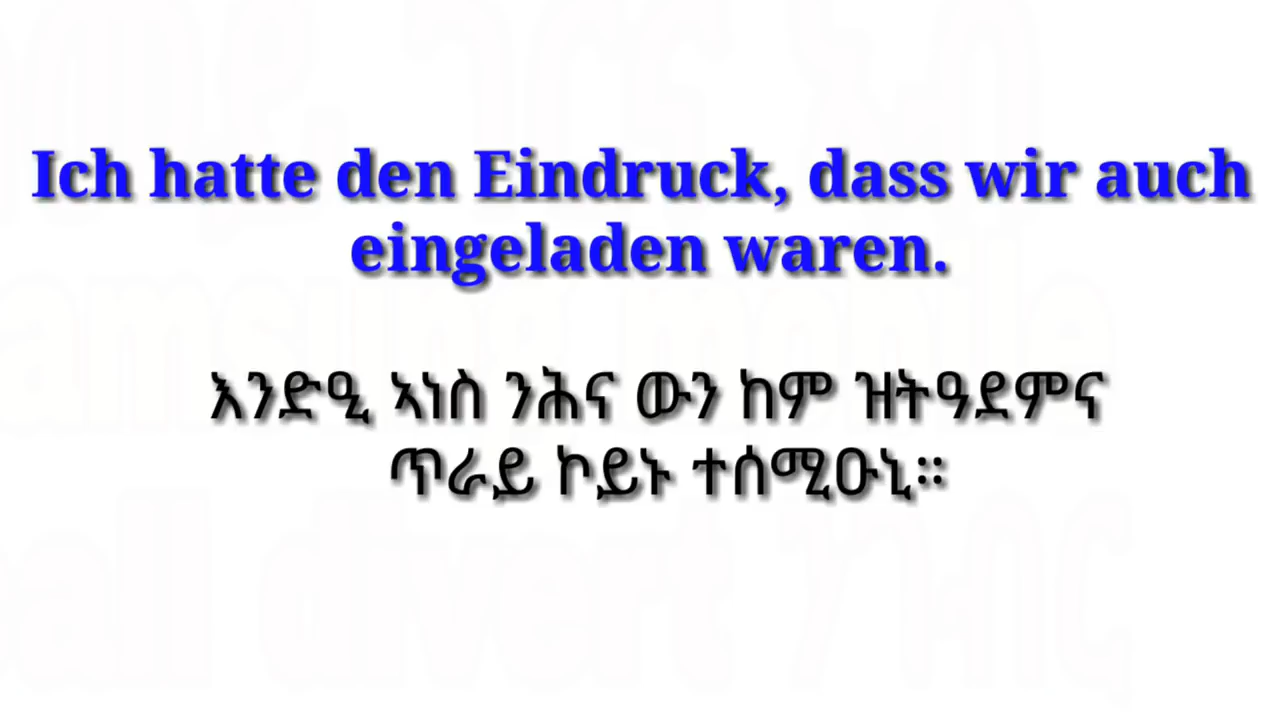 Ich hatte den Eindruck, dass wir auch
eingeladen waren.
እንድዒ ኣነስ ንሕና ውን ከም ዝትዓደምና
ጥራይ ኮይኑ ተሰሚዑኒ።